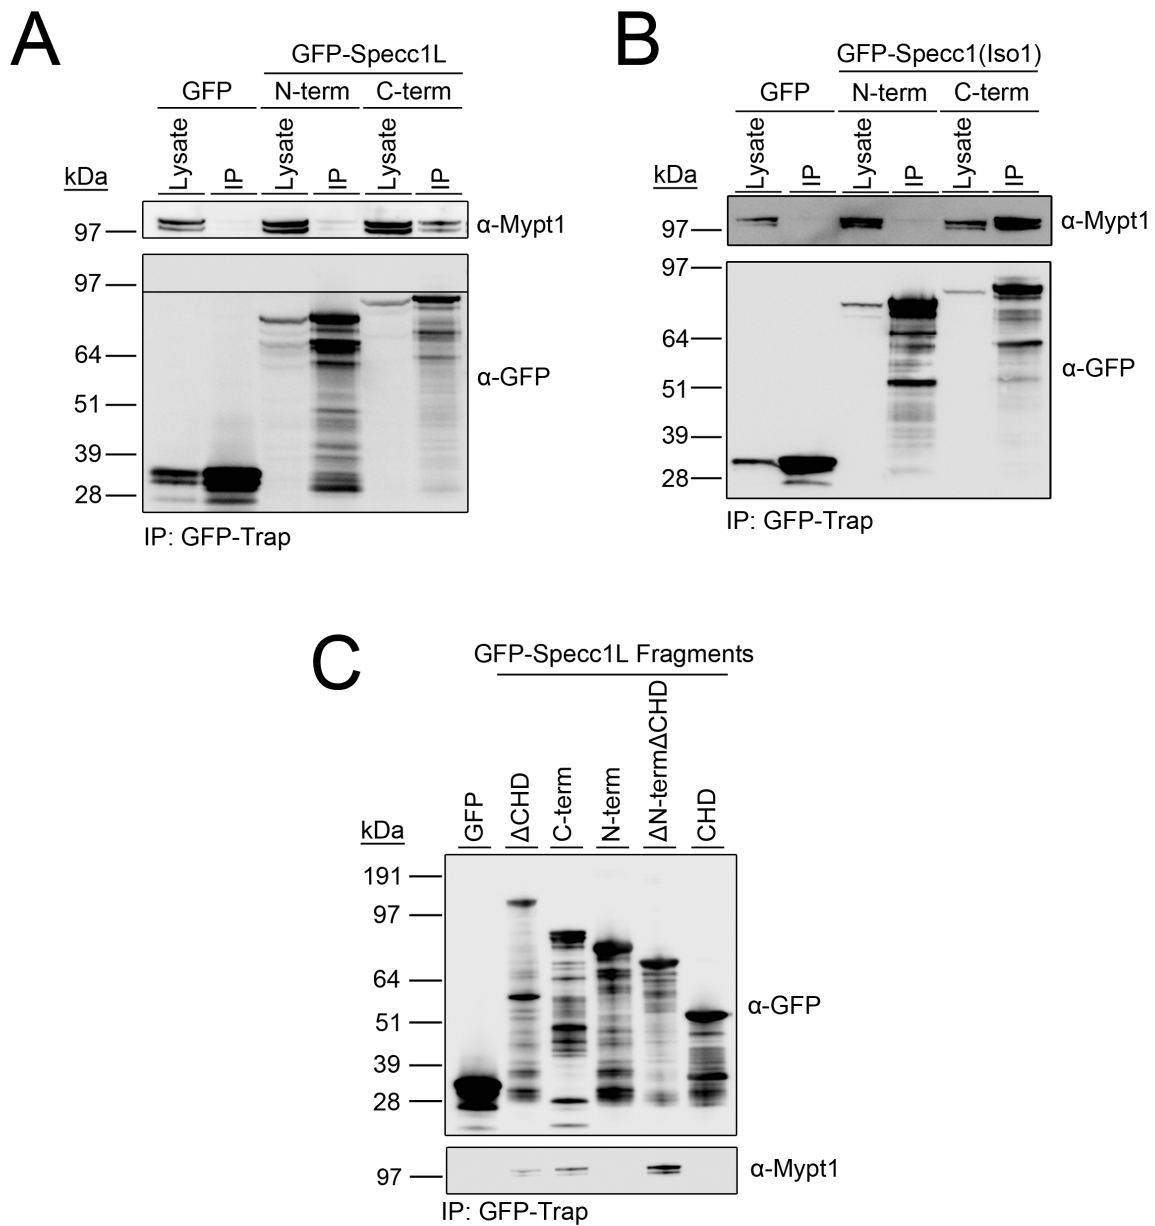 A
GFP-Specc1L
GFP N-term C-term
kDa Lysate IP Lysate IP Lysate IP
97 α-Mypt1
97
64
α-GFP
51
39
28
IP: GFP-Trap
B
GFP-Specc1(Iso1)
GFP N-term C-term
kDa Lysate IP Lysate IP Lysate IP
97 α-Mypt1
97
64
α-GFP
51
39
28
IP: GFP-Trap
C
GFP-Specc1L Fragments
kDa GFP ΔCHD C-term N-term ΔN-termΔCHD CHD
191
97
64
α-GFP
51
39
28
97 α-Mypt1
IP: GFP-Trap